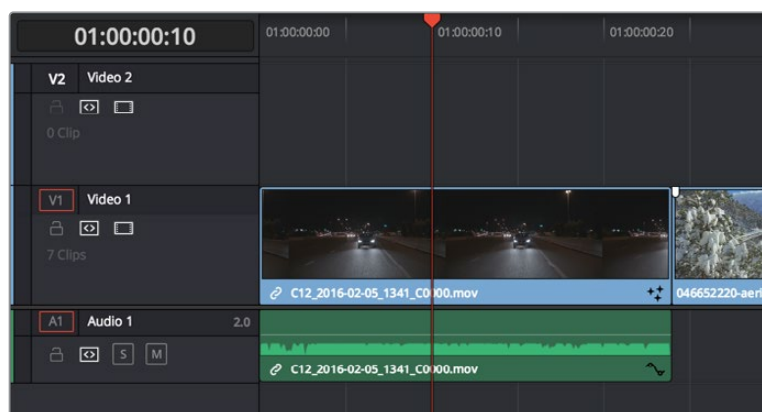 01:00:00:10
01:00:00:00
01:00:00:10
01:00:00:20
V2 Video 2
0 Clip
V1 Video 1
7 Clips
C12_2016-02-05_1341_C0000.mov
046652220-aeri
A1 Audio 1 2.0
S M
C12_2016-02-05_1341_C0000.mov